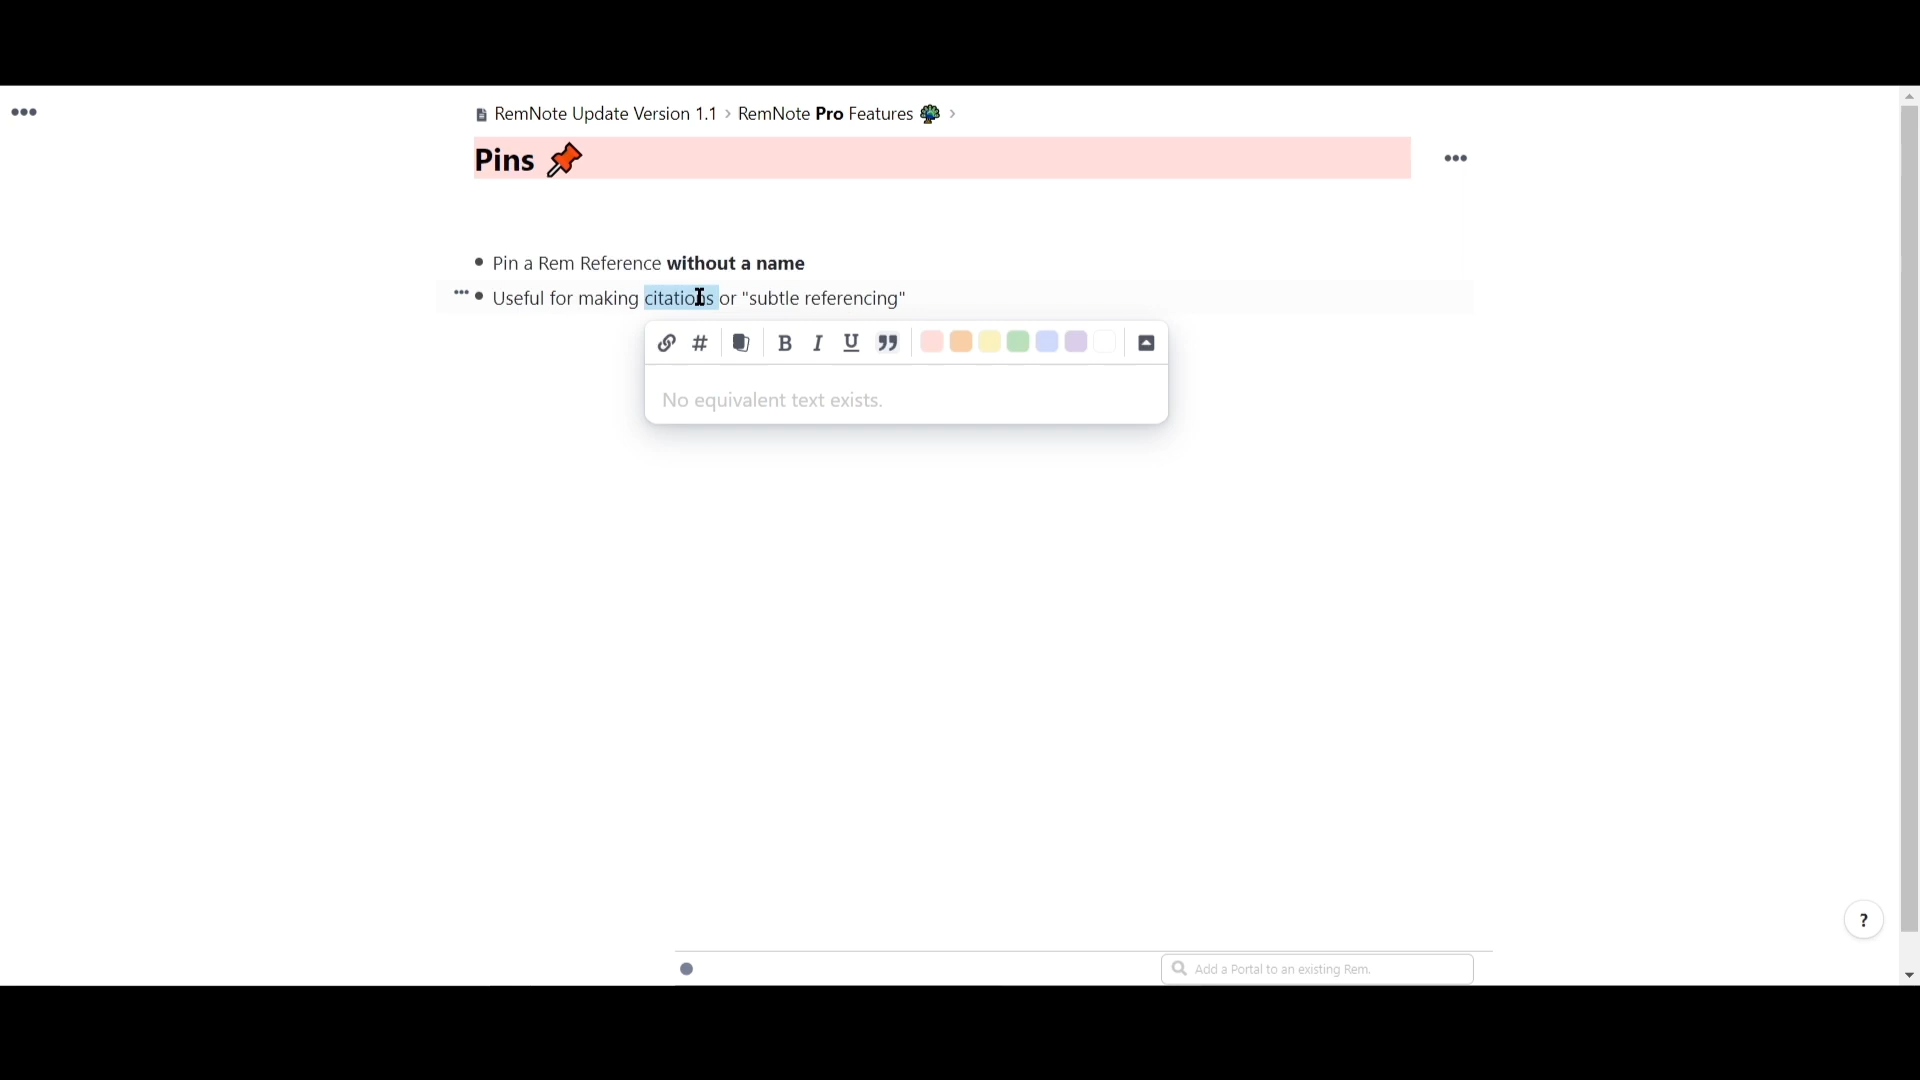 RemNote Update Version 1.1 › RemNote Pro Features 🦚 ›
Pins 📌
• Pin a Rem Reference without a name
• Useful for making citations or "subtle referencing"
# B I U ”
No equivalent text exists.
?
Add a Portal to an existing Rem.